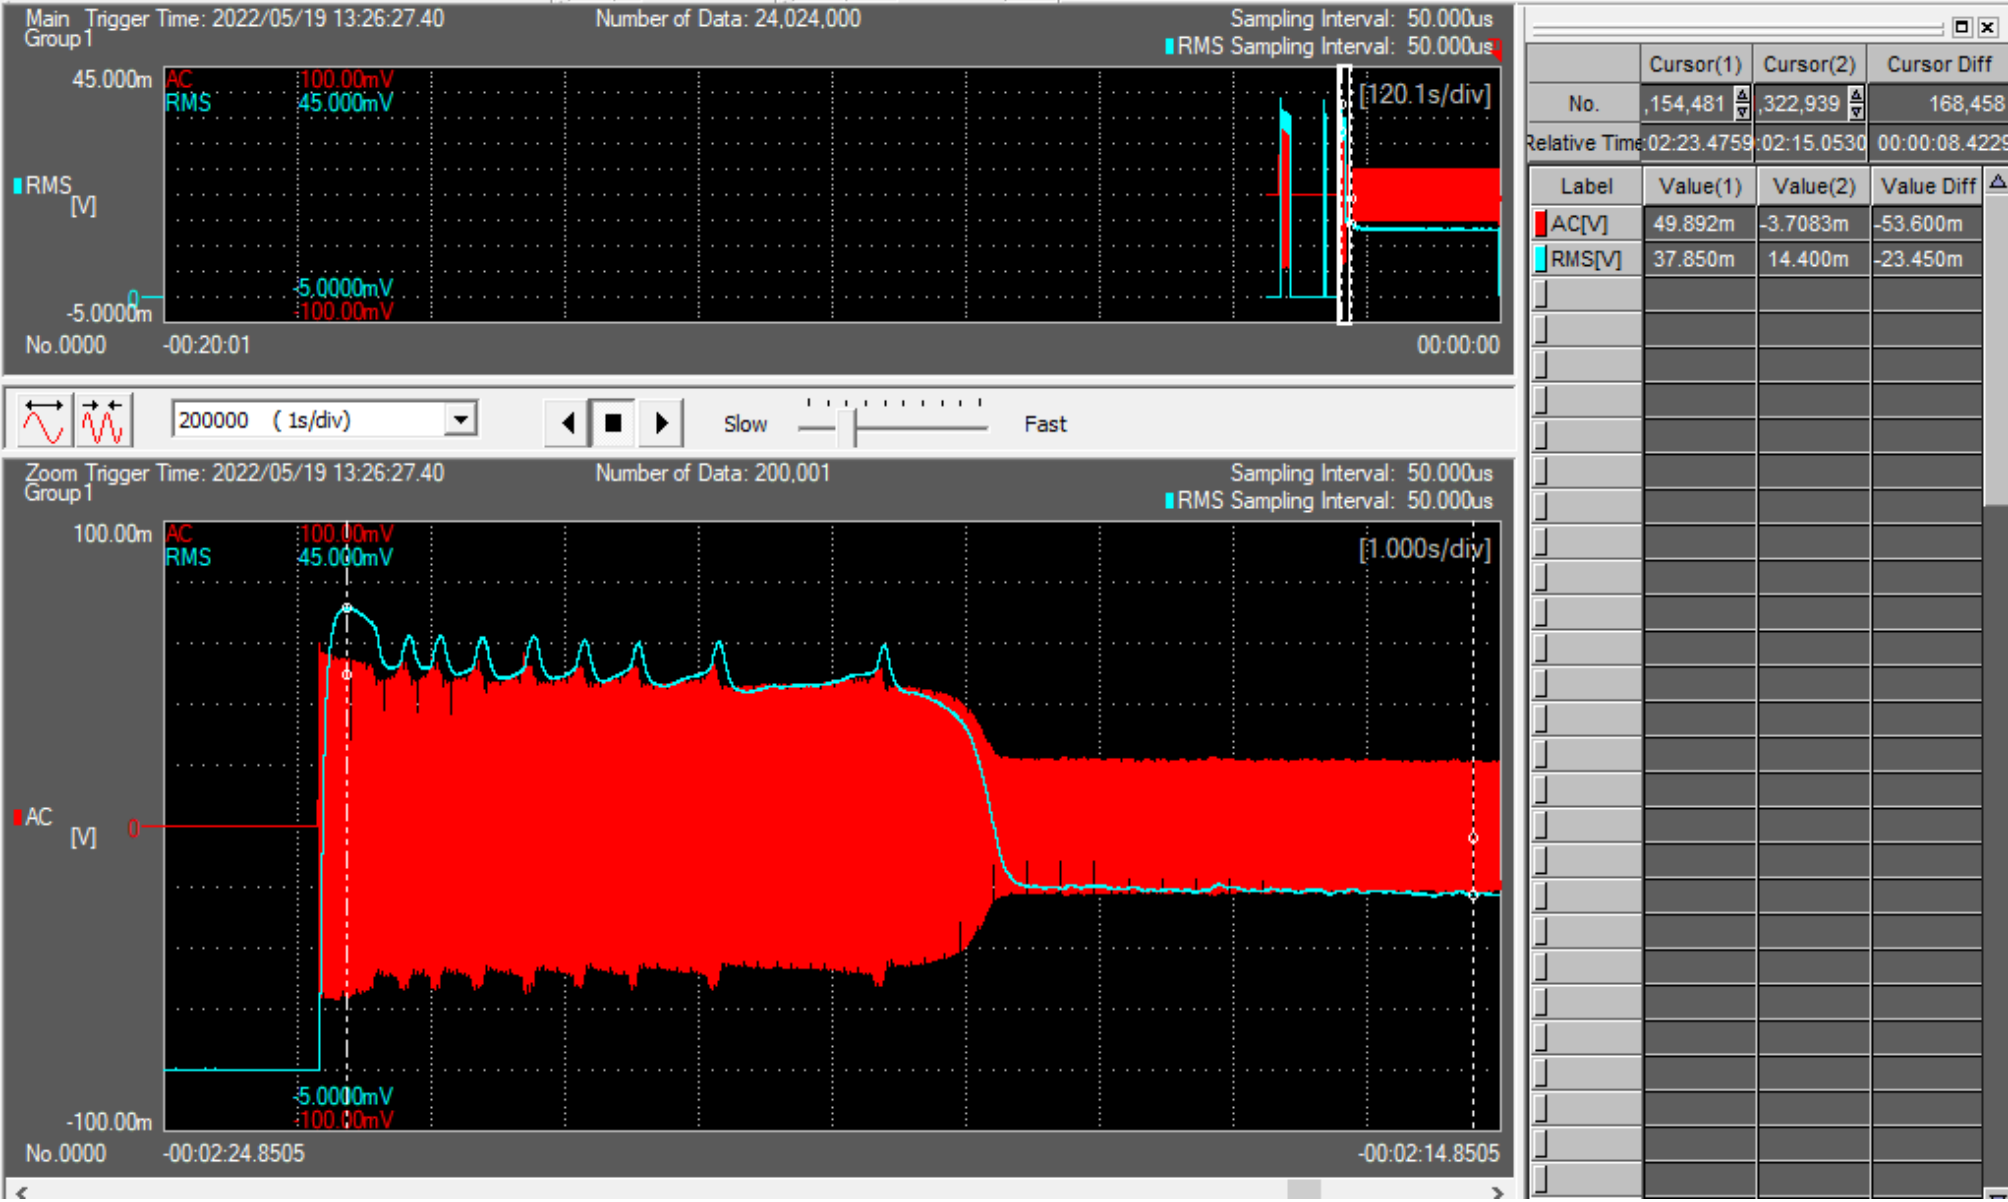 Main Trigger Time: 2022/05/19 13:26:27.40 Number of Data: 24,024,000 Sampling Interval: 50.000us
Group1 RMS Sampling Interval: 50.000us
45.000m AC 100.00mV
RMS 45.000mV [120.1s/div]
RMS
[V]
0 -5.0000mV
-5.0000m -100.00mV
No.0000 -00:20:01 00:00:00
200000 ( 1s/div) Slow Fast
Zoom Trigger Time: 2022/05/19 13:26:27.40 Number of Data: 200,001 Sampling Interval: 50.000us
Group1 RMS Sampling Interval: 50.000us
100.00m AC 100.00mV
RMS 45.000mV [1.000s/div]
AC
[V] 0
-5.0000mV
-100.00m -100.00mV
No.0000 -00:02:24.8505 -00:02:14.8505
Cursor(1) Cursor(2) Cursor Diff
No. ,154,481 ,322,939 168,458
Relative Time :02:23.4759 :02:15.0530 00:00:08.4229
Label Value(1) Value(2) Value Diff
AC[V] 49.892m -3.7083m -53.600m
RMS[V] 37.850m 14.400m -23.450m